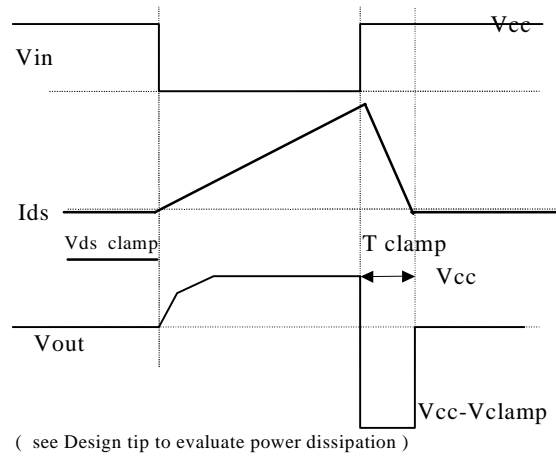 Vcc
Vin
Ids
Vds clamp
T clamp
Vcc
Vout
Vcc-Vclamp
( see Design tip to evaluate power dissipation )